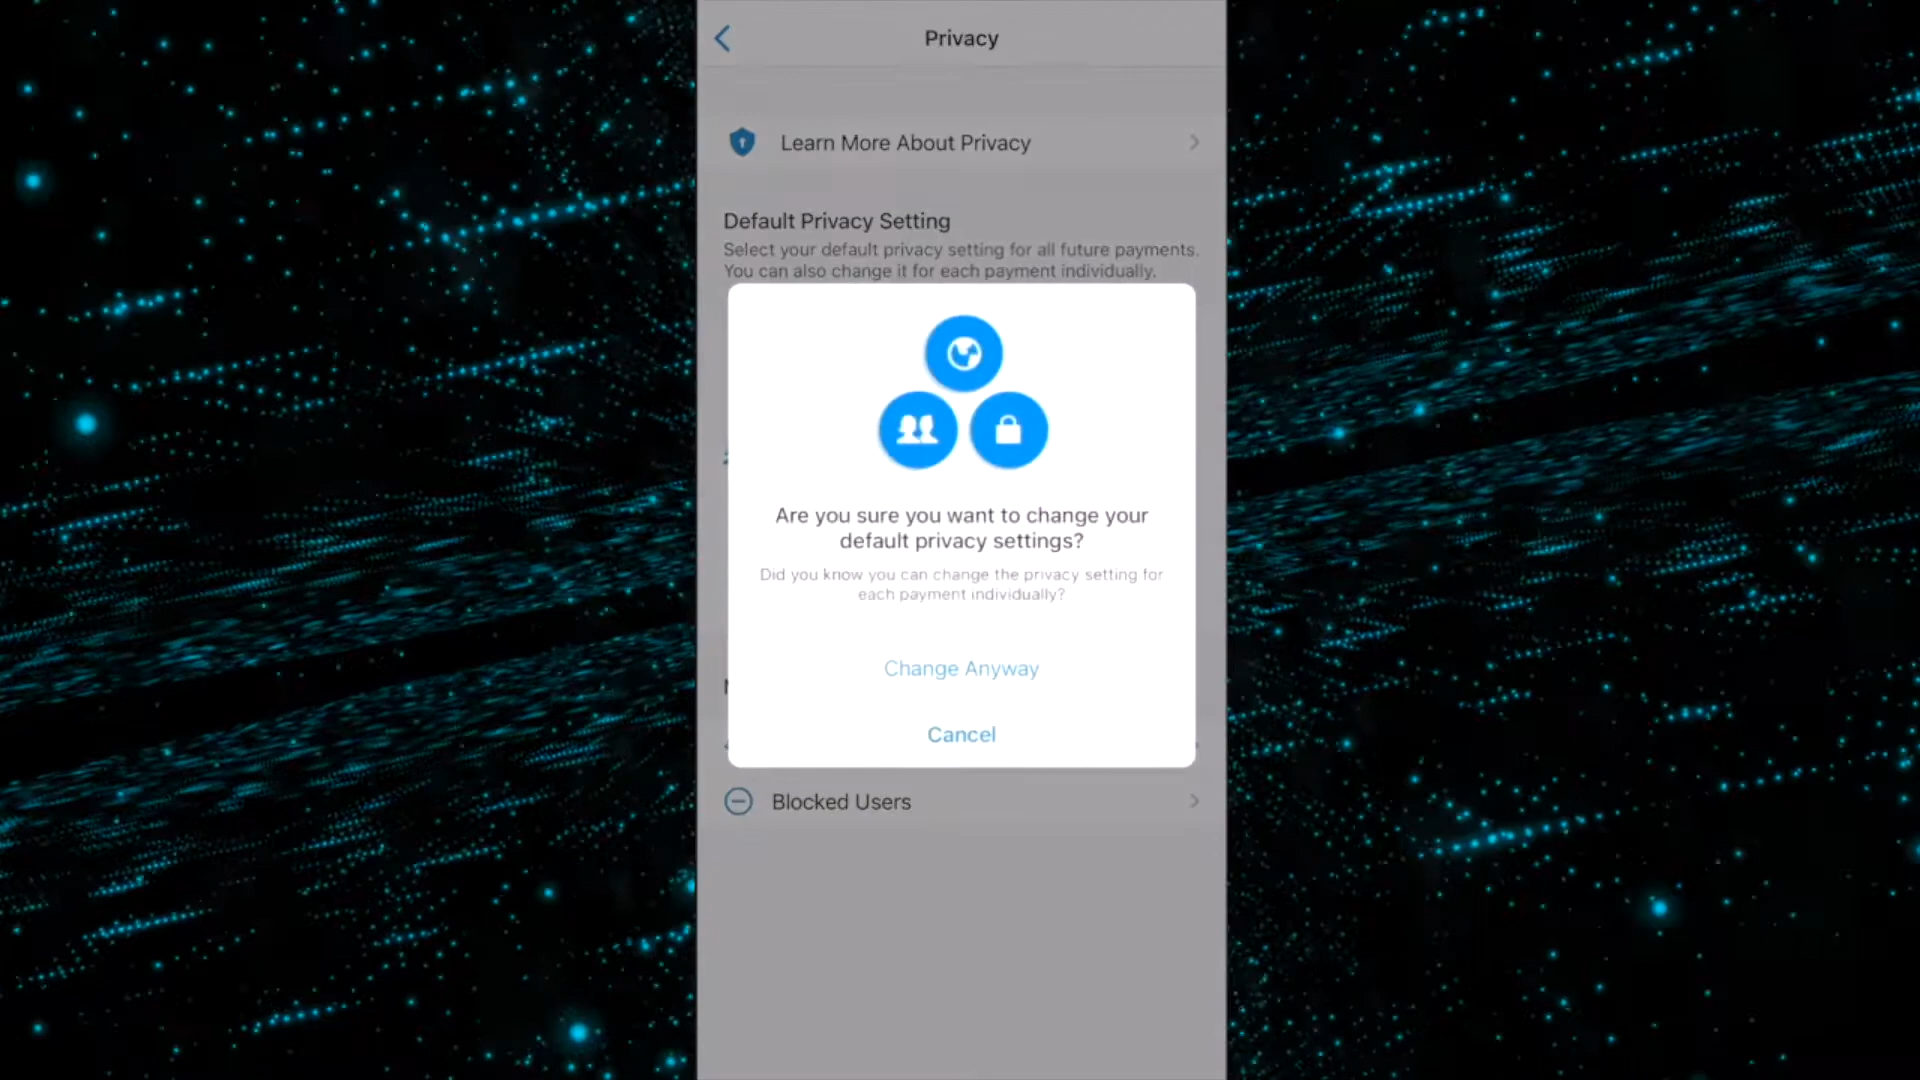 Privacy
Learn More About Privacy
Default Privacy Setting
Select your default privacy setting for all future payments.
You can also change it for each payment individually.
Are you sure you want to change your
default privacy settings?
Did you know you can change the privacy setting for
each payment individually?
Change Anyway
Cancel
Blocked Users